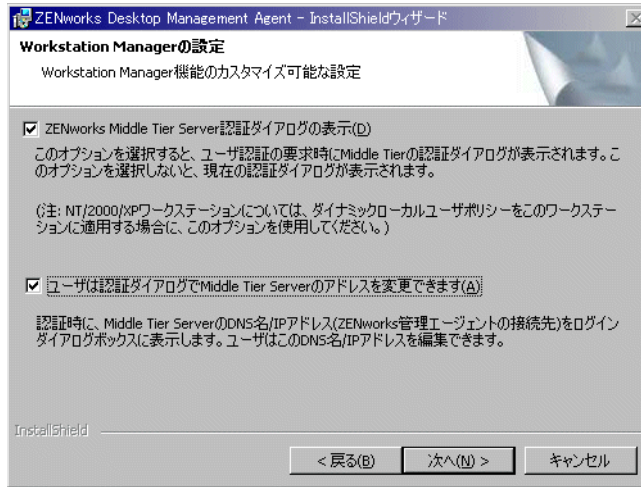 ZENworks Desktop Management Agent - InstallShieldウィザード
Workstation Managerの設定
Workstation Manager機能のカスタマイズ可能な設定
ZENworks Middle Tier Server認証ダイアログの表示(D)
このオプションを選択すると、ユーザ認証の要求時にMiddle Tierの認証ダイアログが表示されます。こ
のオプションを選択しないと、現在の認証ダイアログが表示されます。
(注: NT/2000/XPワークステーションについては、ダイナミックローカルユーザポリシーをこのワークステー
ションに適用する場合に、このオプションを使用してください。)
ユーザは認証ダイアログでMiddle Tier Serverのアドレスを変更できます(A)
認証時に、Middle Tier ServerのDNS名/IPアドレス(ZENworks管理エージェントの接続先)をログイン
ダイアログボックスに表示します。ユーザはこのDNS名/IPアドレスを編集できます。
InstallShield
< 戻る(B)
次へ(N) >
キャンセル